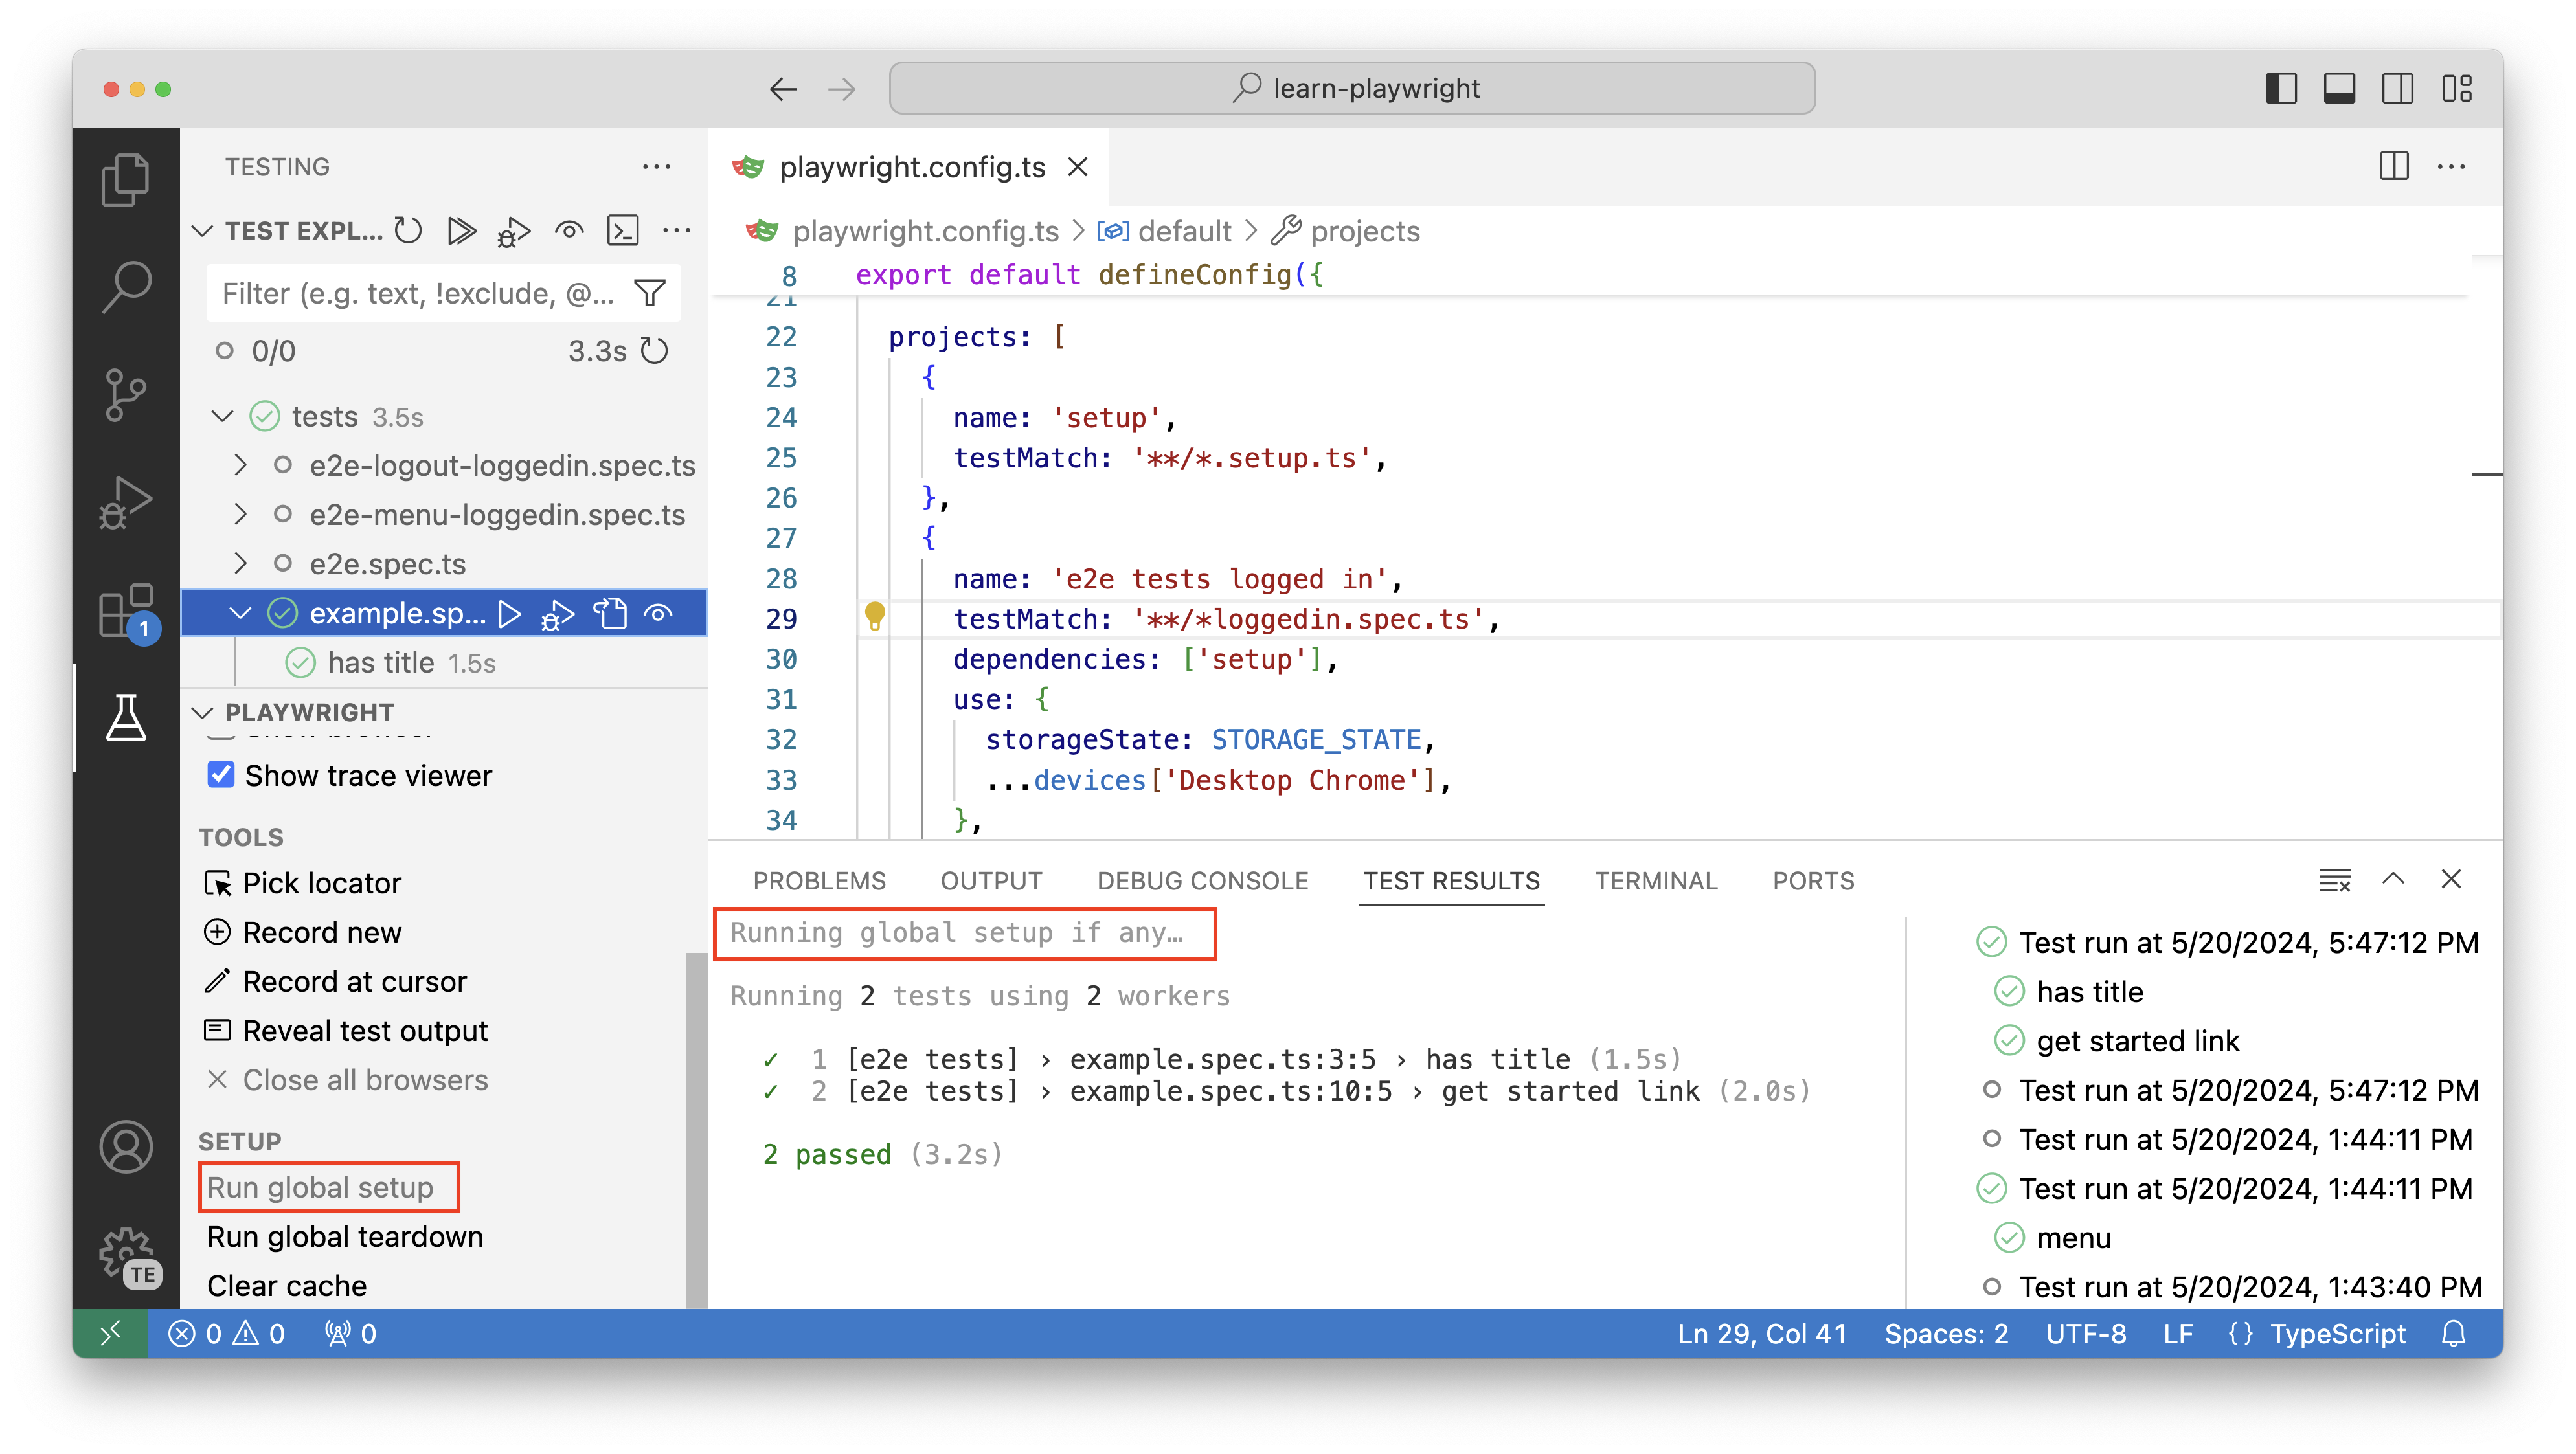 learn-playwright
TESTING
TEST EXPL...
Filter (e.g. text, !exclude, @...
0/0
3.3s
tests 3.5s
e2e-logout-loggedin.spec.ts
e2e-menu-loggedin.spec.ts
e2e.spec.ts
example.sp...
has title 1.5s
PLAYWRIGHT
Show trace viewer
TOOLS
Pick locator
Record new
Record at cursor
Reveal test output
Close all browsers
SETUP
Run global setup
Run global teardown
Clear cache
1
TE
playwright.config.ts
playwright.config.ts > default > projects
8 export default defineConfig({
21
22 projects: [
23 {
24 name: 'setup',
25 testMatch: '**/*.setup.ts',
26 },
27 {
28 name: 'e2e tests logged in',
29 testMatch: '**/*loggedin.spec.ts',
30 dependencies: ['setup'],
31 use: {
32 storageState: STORAGE_STATE,
33 ...devices['Desktop Chrome'],
34 },
PROBLEMS OUTPUT DEBUG CONSOLE TEST RESULTS TERMINAL PORTS
Running global setup if any…
Running 2 tests using 2 workers
✓ 1 [e2e tests] › example.spec.ts:3:5 › has title (1.5s)
✓ 2 [e2e tests] › example.spec.ts:10:5 › get started link (2.0s)
2 passed (3.2s)
Test run at 5/20/2024, 5:47:12 PM
has title
get started link
Test run at 5/20/2024, 5:47:12 PM
Test run at 5/20/2024, 1:44:11 PM
Test run at 5/20/2024, 1:44:11 PM
menu
Test run at 5/20/2024, 1:43:40 PM
0 0 0
Ln 29, Col 41 Spaces: 2 UTF-8 LF {} TypeScript